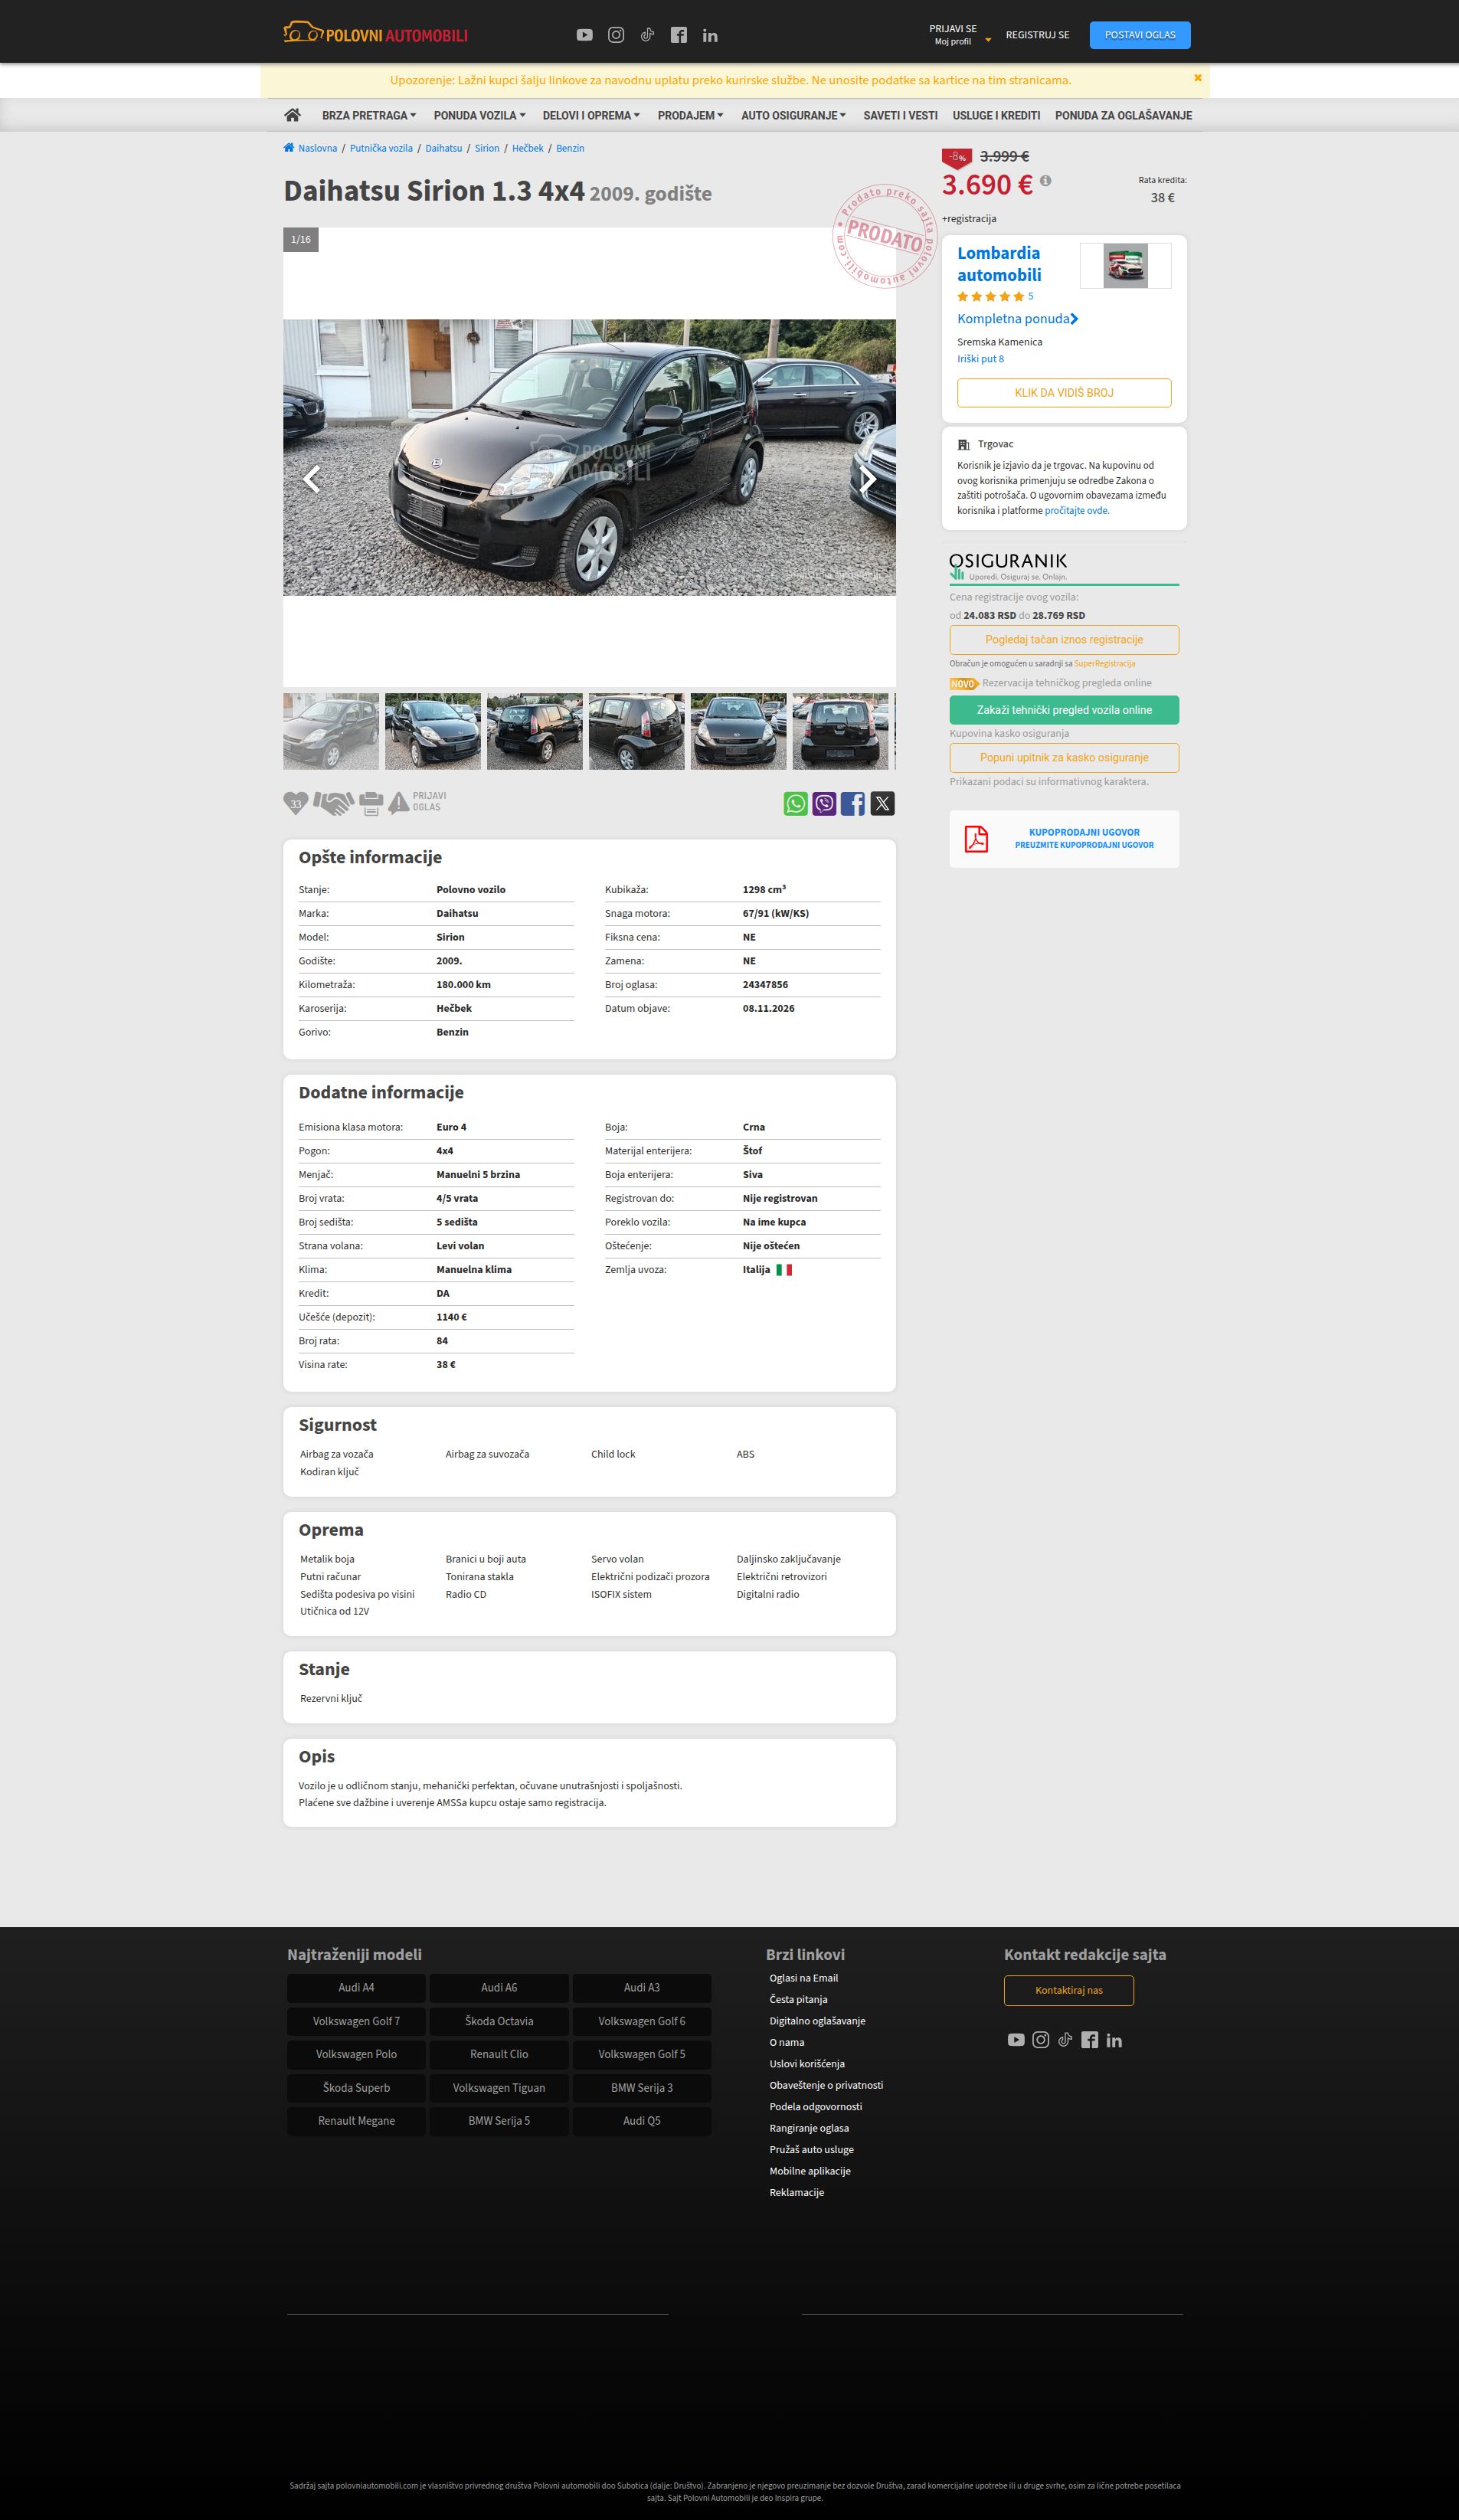 POLOVNI AUTOMOBILI
PRIJAVI SE
Moj profil
REGISTRUJ SE
POSTAVI OGLAS
Upozorenje: Lažni kupci šalju linkove za navodnu uplatu preko kurirske službe. Ne unosite podatke sa kartice na tim stranicama.
BRZA PRETRAGA
PONUDA VOZILA
DELOVI I OPREMA
PRODAJEM
AUTO OSIGURANJE
SAVETI I VESTI
USLUGE I KREDITI
PONUDA ZA OGLAŠAVANJE
Naslovna / Putnička vozila / Daihatsu / Sirion / Hečbek / Benzin
Daihatsu Sirion 1.3 4x4 2009. godište
1/16
Prodato preko sajta polovni automobili.com
PRODATO
POLOVNI
AUTOMOBILI
-8%
3.999 €
3.690 €
Rata kredita:
38 €
+registracija
Lombardia
automobili
5
Kompletna ponuda
Sremska Kamenica
Iriški put 8
KLIK DA VIDIŠ BROJ
Trgovac
Korisnik je izjavio da je trgovac. Na kupovinu od
ovog korisnika primenjuju se odredbe Zakona o
zaštiti potrošača. O ugovornim obavezama između
korisnika i platforme pročitajte ovde.
OSIGURANIK
Uporedi. Osiguraj se. Onlajn.
Cena registracije ovog vozila:
od 24.083 RSD do 28.769 RSD
Pogledaj tačan iznos registracije
Obračun je omogućen u saradnji sa SuperRegistracija
NOVO Rezervacija tehničkog pregleda online
Zakaži tehnički pregled vozila online
Kupovina kasko osiguranja
Popuni upitnik za kasko osiguranje
Prikazani podaci su informativnog karaktera.
KUPOPRODAJNI UGOVOR
PREUZMITE KUPOPRODAJNI UGOVOR
33
PRIJAVI
OGLAS
Opšte informacije
Stanje: Polovno vozilo
Marka: Daihatsu
Model: Sirion
Godište: 2009.
Kilometraža: 180.000 km
Karoserija: Hečbek
Gorivo: Benzin
Kubikaža: 1298 cm³
Snaga motora: 67/91 (kW/KS)
Fiksna cena: NE
Zamena: NE
Broj oglasa: 24347856
Datum objave: 08.11.2026
Dodatne informacije
Emisiona klasa motora: Euro 4
Pogon: 4x4
Menjač: Manuelni 5 brzina
Broj vrata: 4/5 vrata
Broj sedišta: 5 sedišta
Strana volana: Levi volan
Klima: Manuelna klima
Kredit: DA
Učešće (depozit): 1140 €
Broj rata: 84
Visina rate: 38 €
Boja: Crna
Materijal enterijera: Štof
Boja enterijera: Siva
Registrovan do: Nije registrovan
Poreklo vozila: Na ime kupca
Oštećenje: Nije oštećen
Zemlja uvoza: Italija
Sigurnost
Airbag za vozača Airbag za suvozača Child lock ABS
Kodiran ključ
Oprema
Metalik boja Branici u boji auta Servo volan Daljinsko zaključavanje
Putni računar Tonirana stakla Električni podizači prozora Električni retrovizori
Sedišta podesiva po visini Radio CD ISOFIX sistem Digitalni radio
Utičnica od 12V
Stanje
Rezervni ključ
Opis
Vozilo je u odličnom stanju, mehanički perfektan, očuvane unutrašnjosti i spoljašnosti.
Plaćene sve dažbine i uverenje AMSSa kupcu ostaje samo registracija.
Najtraženiji modeli
Audi A4 Audi A6 Audi A3
Volkswagen Golf 7 Škoda Octavia Volkswagen Golf 6
Volkswagen Polo Renault Clio Volkswagen Golf 5
Škoda Superb Volkswagen Tiguan BMW Serija 3
Renault Megane BMW Serija 5 Audi Q5
Brzi linkovi
Oglasi na Email
Česta pitanja
Digitalno oglašavanje
O nama
Uslovi korišćenja
Obaveštenje o privatnosti
Podela odgovornosti
Rangiranje oglasa
Pružaš auto usluge
Mobilne aplikacije
Reklamacije
Kontakt redakcije sajta
Kontaktiraj nas
Sadržaj sajta polovniautomobili.com je vlasništvo privrednog društva Polovni automobili doo Subotica (dalje: Društvo). Zabranjeno je njegovo preuzimanje bez dozvole Društva, zarad komercijalne upotrebe ili u druge svrhe, osim za lične potrebe posetilaca
sajta. Sajt Polovni Automobili je deo Inspira grupe.